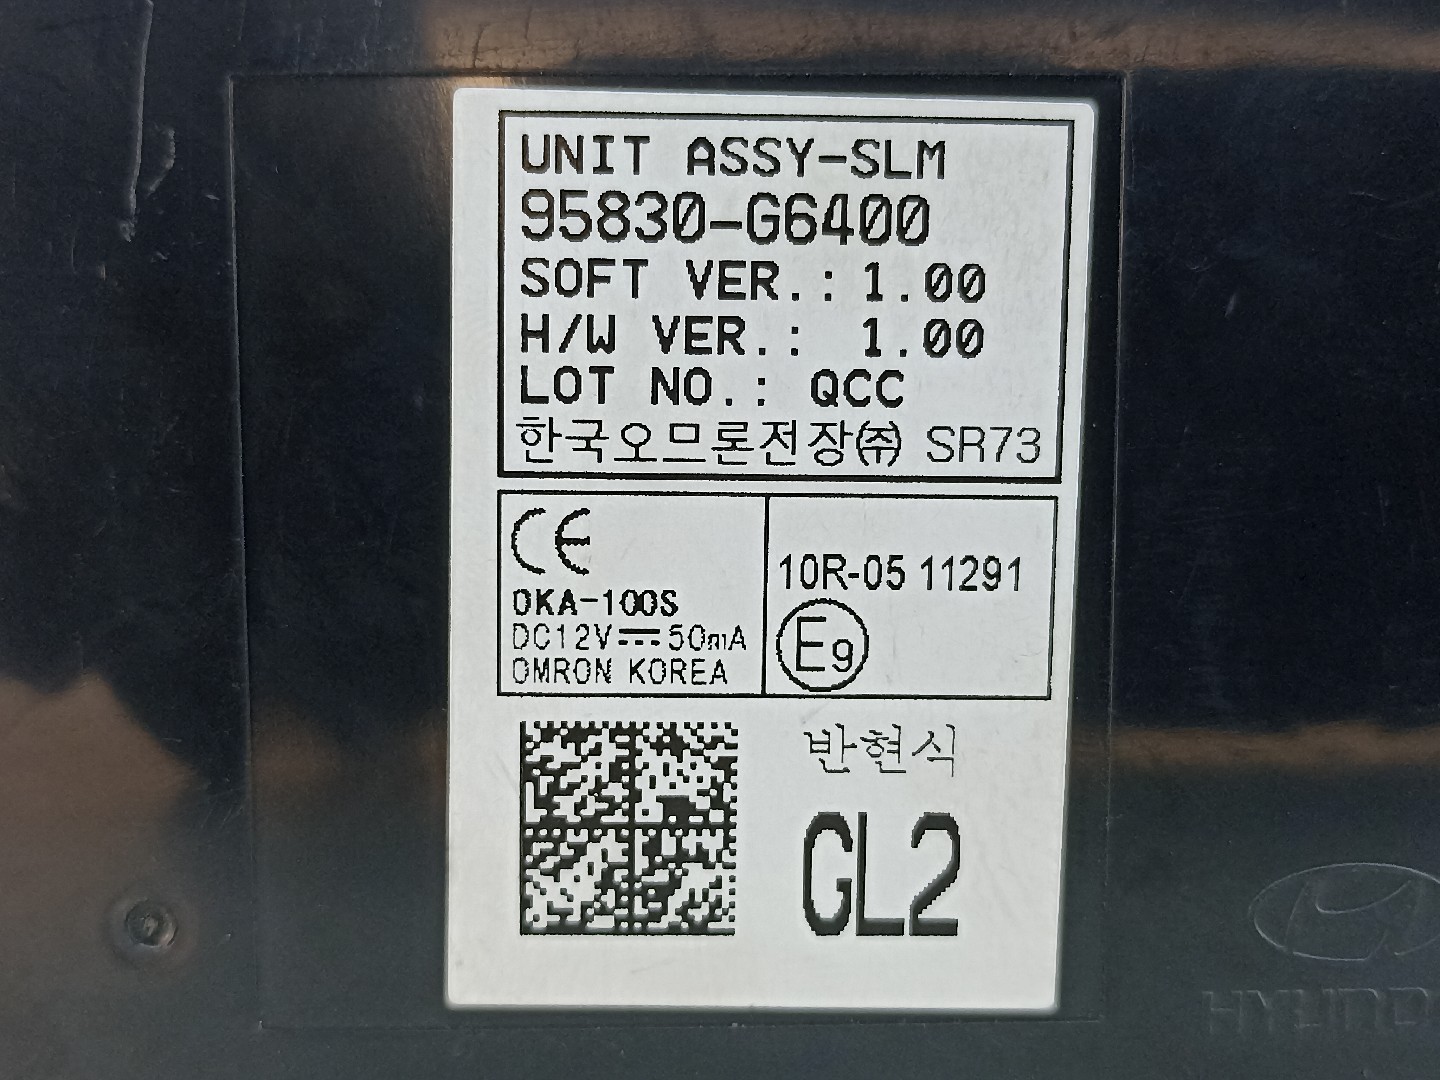 UNIT ASSY-SLM
95830-G6400
SOFT VER.: 1.00
H/W VER.: 1.00
LOT NO.: QCC
한국오므론전장㈜ SR73
CE
OKA-100S
DC12V⎓50mA
OMRON KOREA
10R-05 11291
E9
반현식
GL2